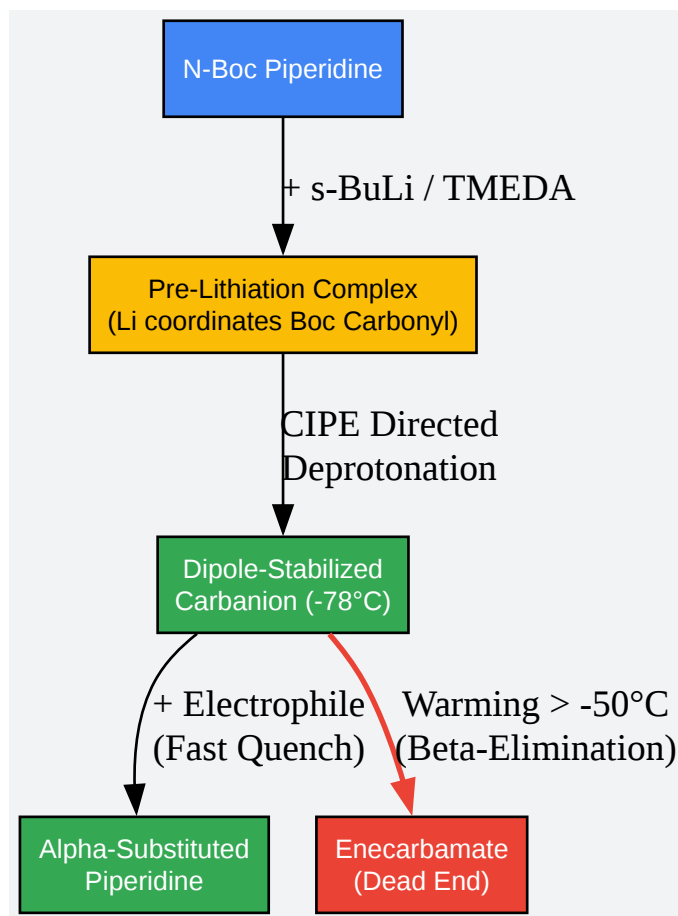 N-Boc Piperidine
+ s-BuLi / TMEDA
Pre-Lithiation Complex
(Li coordinates Boc Carbonyl)
CIPE Directed
Deprotonation
Dipole-Stabilized
Carbanion (-78°C)
+ Electrophile
(Fast Quench)
Warming > -50°C
(Beta-Elimination)
Alpha-Substituted
Piperidine
Enecarbamate
(Dead End)